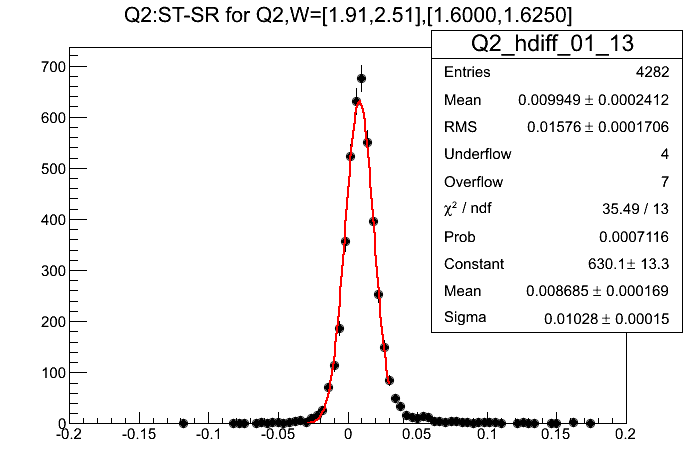 Q2:ST-SR for Q2,W=[1.91,2.51],[1.6000,1.6250]
Q2_hdiff_01_13
Entries 4282
Mean 0.009949 ± 0.0002412
RMS 0.01576 ± 0.0001706
Underflow 4
Overflow 7
χ² / ndf 35.49 / 13
Prob 0.0007116
Constant 630.1 ± 13.3
Mean 0.008685 ± 0.000169
Sigma 0.01028 ± 0.00015
700
600
500
400
300
200
100
0
-0.2 -0.15 -0.1 -0.05 0 0.05 0.1 0.15 0.2